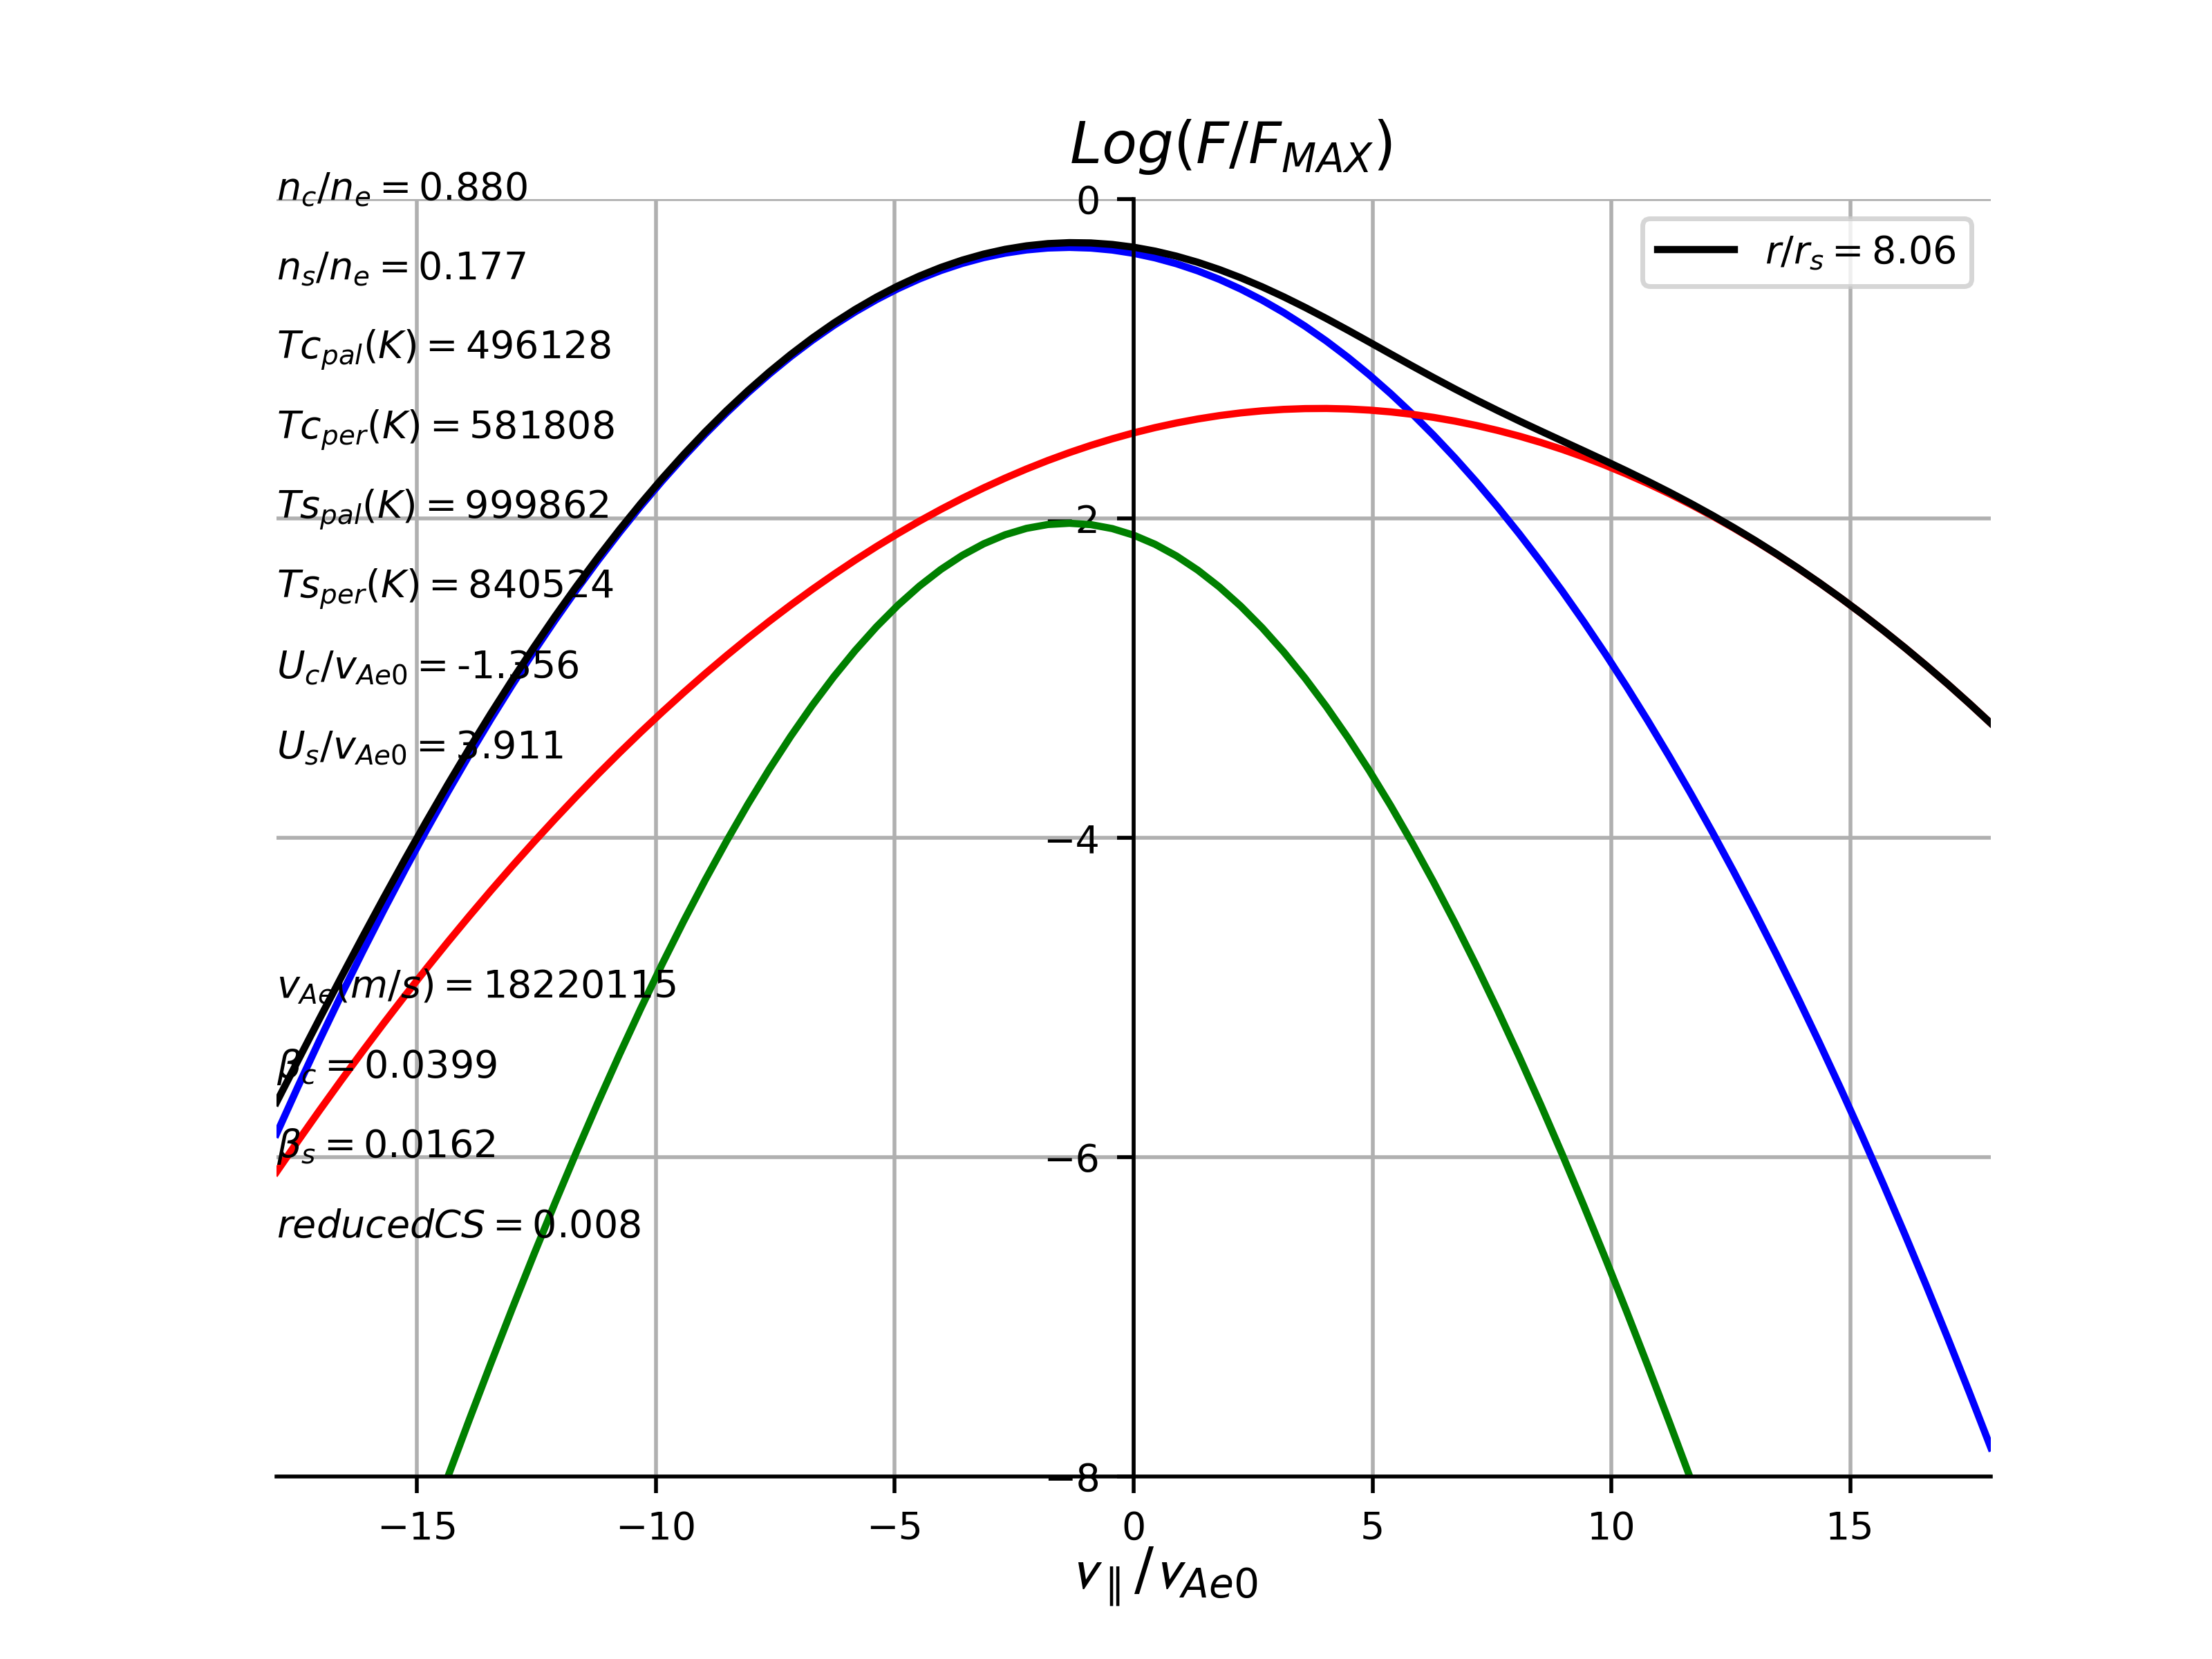 Log(F/F_MAX)
n_c/n_e = 0.880
0
r/r_s = 8.06
n_s/n_e = 0.177
Tc_pal(K) = 496128
Tc_per(K) = 581808
Ts_pal(K) = 999862
−2
Ts_per(K) = 840524
U_c/v_Ae0 = -1.356
U_s/v_Ae0 = 3.911
−4
v_Ae(m/s) = 18220115
β_c = 0.0399
β_s = 0.0162
−6
reducedCS = 0.008
−8
−15 −10 −5 0 5 10 15
v_∥/v_Ae0